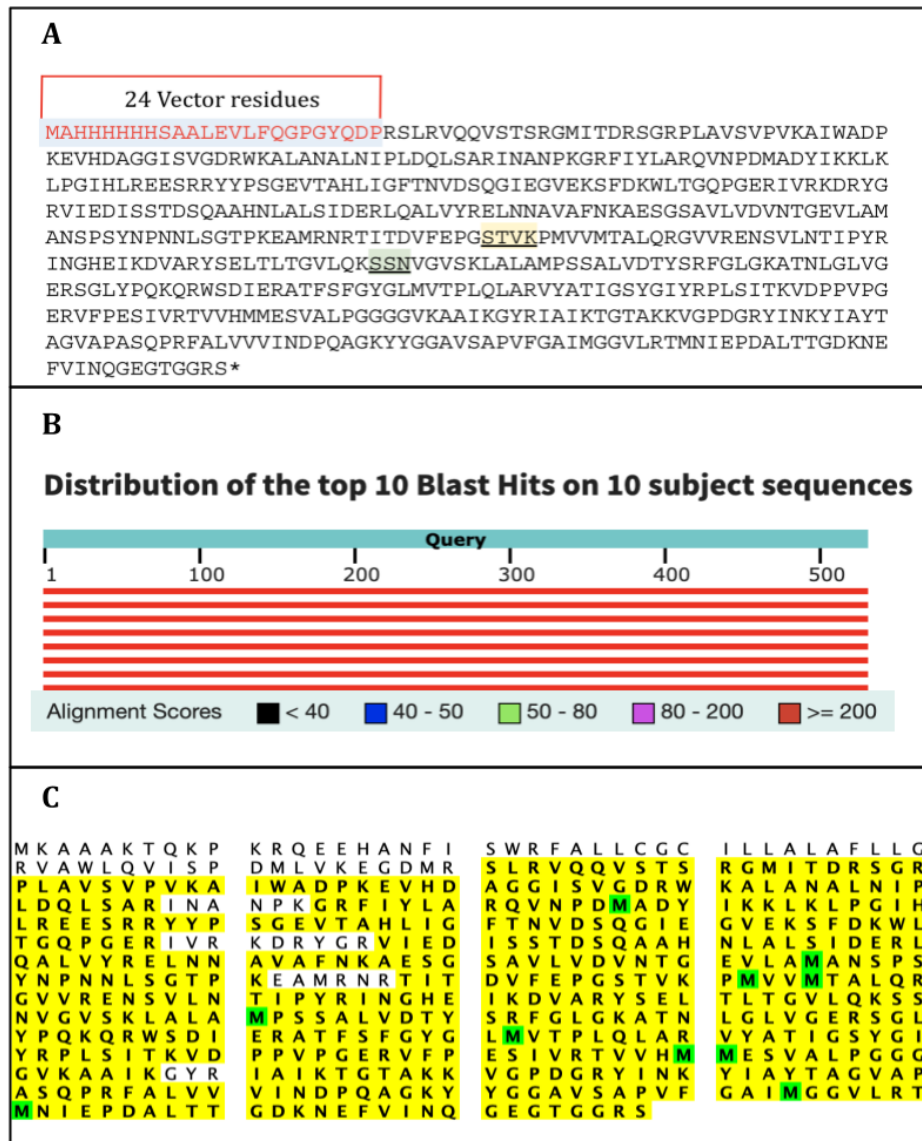 A
24 Vector residues
MAHHHHHHSAALEVLFQGPGYQDPRSLRVQQVSTSRGMITDRSGRPLAVSVPVKAIWADP
KEVHDAGGISVGDRWKALANALNIPLDQLSARINANPKGRFIYLARQVNPDMADYIKKLK
LPGIHLREESRRYYPSGEVTAHLIGFTNVDSQGIEGVEKSFDKWLTGQPGERIVRKDRYG
RVIEDISSTDSQAAHNLALSIDERLQALVYRELNNAVAFNKAESGSAVLVDVNTGEVLAM
ANSPSYNPNNLSGTPKEAMRNRTITDVFEPGSTVKPMVVMTALQRGVVRENSVLNTIPYR
INGHEIKDVARYSELTLTGVLQKSSNVGVSKLALAMPSSALVDTYSRFGLGKATNLGLVG
ERSGLYPQKQRWSDIERATFSFGYGLMVTPLQLARVYATIGSYGIYRPLSITKVDPPVPG
ERVFPESIVRTVVHMMESVALPGGGGVKAAIKGYRIAIKTGTAKKVGPDGRYINKYIAYT
AGVAPASQPRFALVVVINDPQAGKYYGGAVSAPVFGAIMGGVLRTMNIEPDALTTGDKNE
FVINQGEGTGGRS*
B
Distribution of the top 10 Blast Hits on 10 subject sequences
Query
1 100 200 300 400 500
Alignment Scores < 40 40 - 50 50 - 80 80 - 200 >= 200
C
MKAAAKTQKP KRQEEHANFI SWRFALLCGC ILLALAFLLG
RVAWLQVISP DMLVKEGDMR SLRVQQVSTS RGMITDRSGR
PLAVSVPVKA IWADPKEVHD AGGISVGDRW KALANALNIP
LDQLSARINA NPKGRFIYLA RQVNPDMADY IKKLKLPGIH
LREESRRYYP SGEVTAHLIG FTNVDSQGIE GVEKSFDKWL
TGQPGERIVR KDRYGRVIED ISSTDSQAAH NLALSIDERL
QALVYRELNN AVAFNKAESG SAVLVDVNTG EVLAMANSPS
YNPNNLSGTP KEAMRNRTIT DVFEPGSTVK PMVVMTALQR
GVVRENSVLN TIPYRINGHE IKDVARYSEL TLTGVLQKSS
NVGVSKLALA MPSSALVDTY SRFGLGKATN LGLVGERSGL
YPQKQRWSDI ERATFSFGYG LMVTPLQLAR VYATIGSYGI
YRPLSITKVD PPVPGERVFP ESIVRTVVHM MESVALPGGG
GVKAAIKGYR IAIKTGTAKK VGPDGRYINK YIAYTAGVAP
ASQPRFALVV VINDPQAGKY YGGAVSAPVF GAIMGGVLRT
MNIEPDALTT GDKNEFVINQ GEGTGGRS